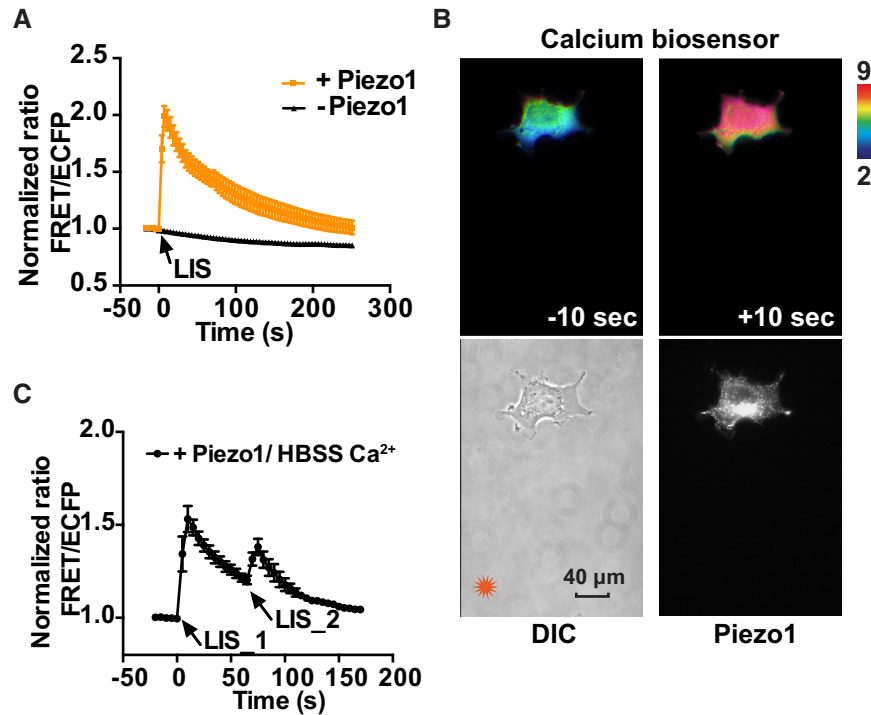 A
2.5
2.0
1.5
1.0
0.5
Normalized ratio
FRET/ECFP
+ Piezo1
- Piezo1
LIS
-50
0
100
200
300
Time (s)
B
Calcium biosensor
-10 sec
+10 sec
9
2
40 µm
DIC
Piezo1
C
2.0
1.5
1.0
Normalized ratio
FRET/ECFP
+ Piezo1/ HBSS Ca²⁺
LIS_1
LIS_2
-50
0
50
100
150
200
Time (s)